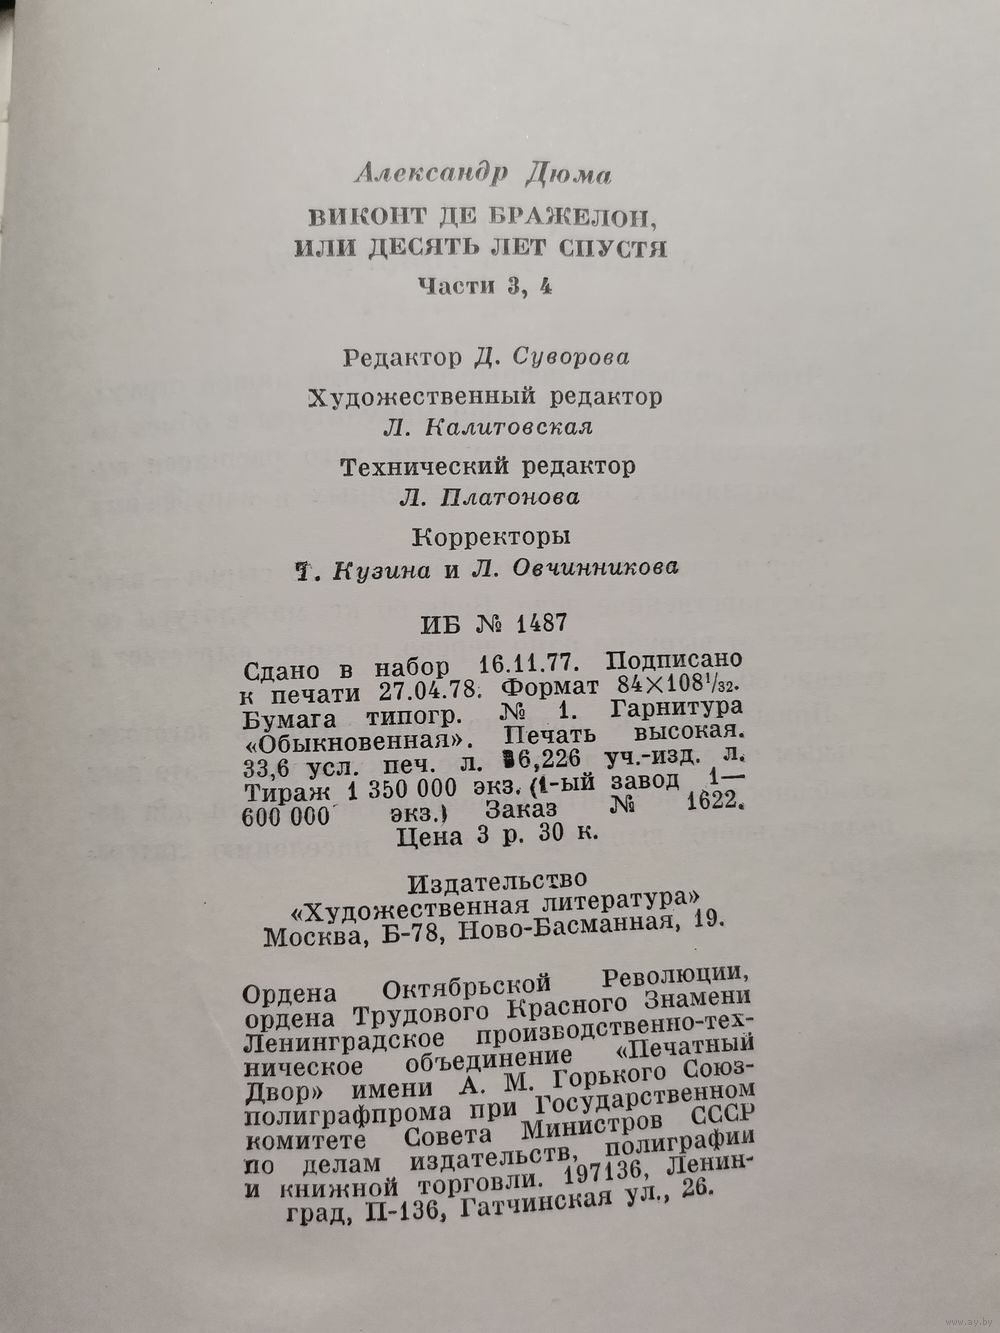 Александр Дюма
ВИКОНТ ДЕ БРАЖЕЛОН,
ИЛИ ДЕСЯТЬ ЛЕТ СПУСТЯ
Части 3, 4
Редактор Д. Суворова
Художественный редактор
Л. Калитовская
Технический редактор
Л. Платонова
Корректоры
Т. Кузина и Л. Овчинникова
ИБ № 1487
Сдано в набор 16.11.77. Подписано
к печати 27.04.78. Формат 84×108¹/₃₂.
Бумага типогр. № 1. Гарнитура
«Обыкновенная». Печать высокая.
33,6 усл. печ. л. 36,226 уч.-изд. л.
Тираж 1 350 000 экз. (1-ый завод 1—
600 000 экз.) Заказ № 1622.
Цена 3 р. 30 к.
Издательство
«Художественная литература»
Москва, Б-78, Ново-Басманная, 19.
Ордена Октябрьской Революции,
ордена Трудового Красного Знамени
Ленинградское производственно-тех-
ническое объединение «Печатный
Двор» имени А. М. Горького Союз-
полиграфпрома при Государственном
комитете Совета Министров СССР
по делам издательств, полиграфии
и книжной торговли. 197136, Ленин-
град, П-136, Гатчинская ул., 26.
www.ay.by